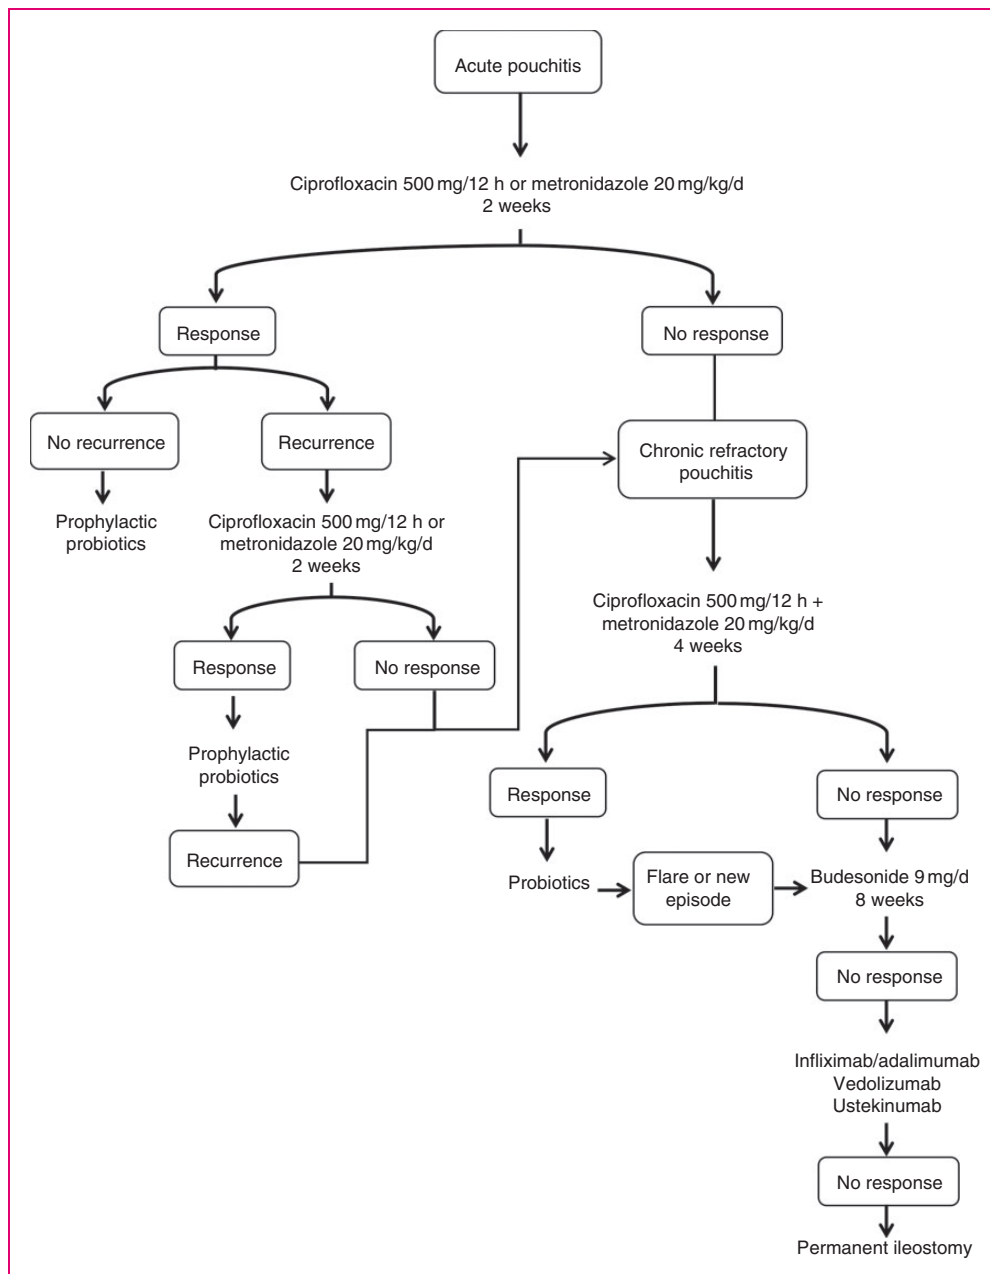 Acute pouchitis
Ciprofloxacin 500 mg/12 h or metronidazole 20 mg/kg/d
2 weeks
Response
No response
No recurrence
Recurrence
Chronic refractory
pouchitis
Prophylactic
probiotics
Ciprofloxacin 500 mg/12 h or
metronidazole 20 mg/kg/d
2 weeks
Ciprofloxacin 500 mg/12 h +
metronidazole 20 mg/kg/d
4 weeks
Response
No response
Prophylactic
probiotics
Recurrence
Response
No response
Probiotics
Flare or new
episode
Budesonide 9 mg/d
8 weeks
No response
Infliximab/adalimumab
Vedolizumab
Ustekinumab
No response
Permanent ileostomy